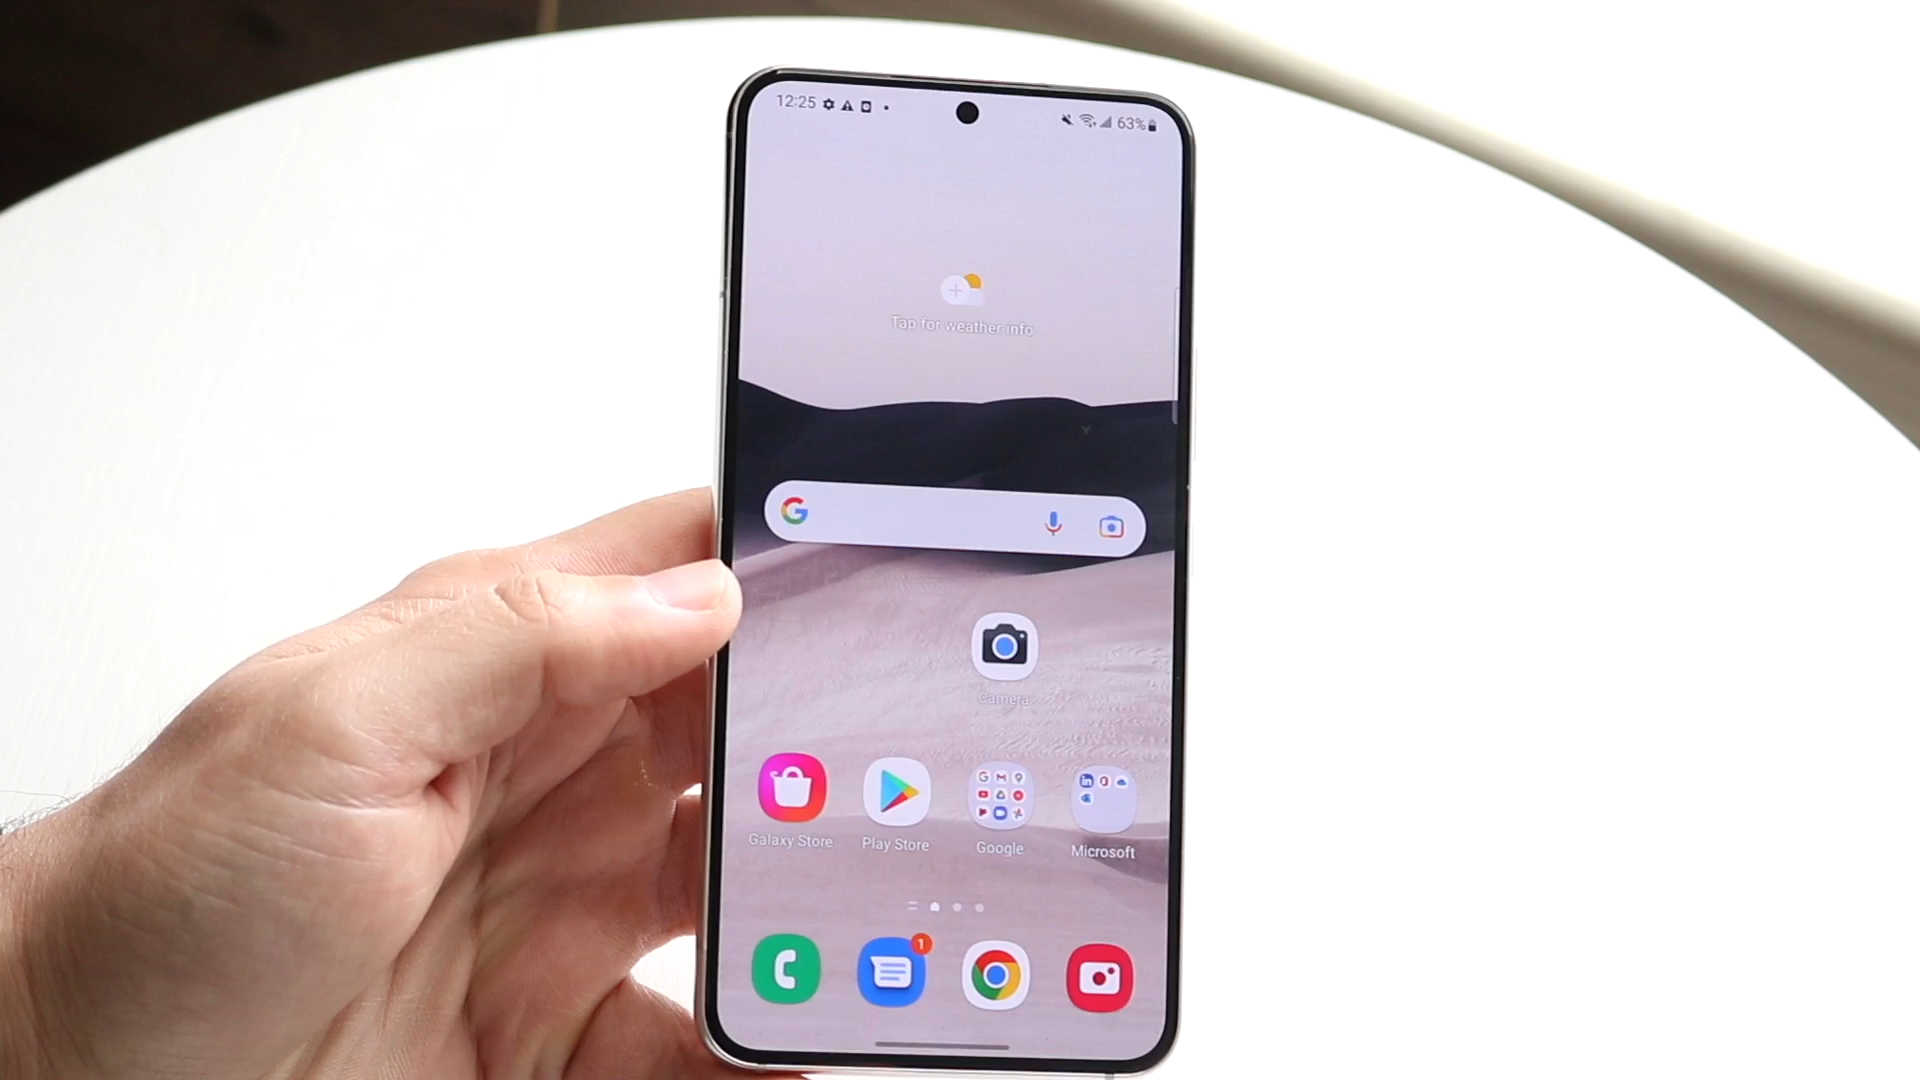 12:25
63%
Tap for weather info
Camera
Galaxy Store
Play Store
Google
Microsoft
1